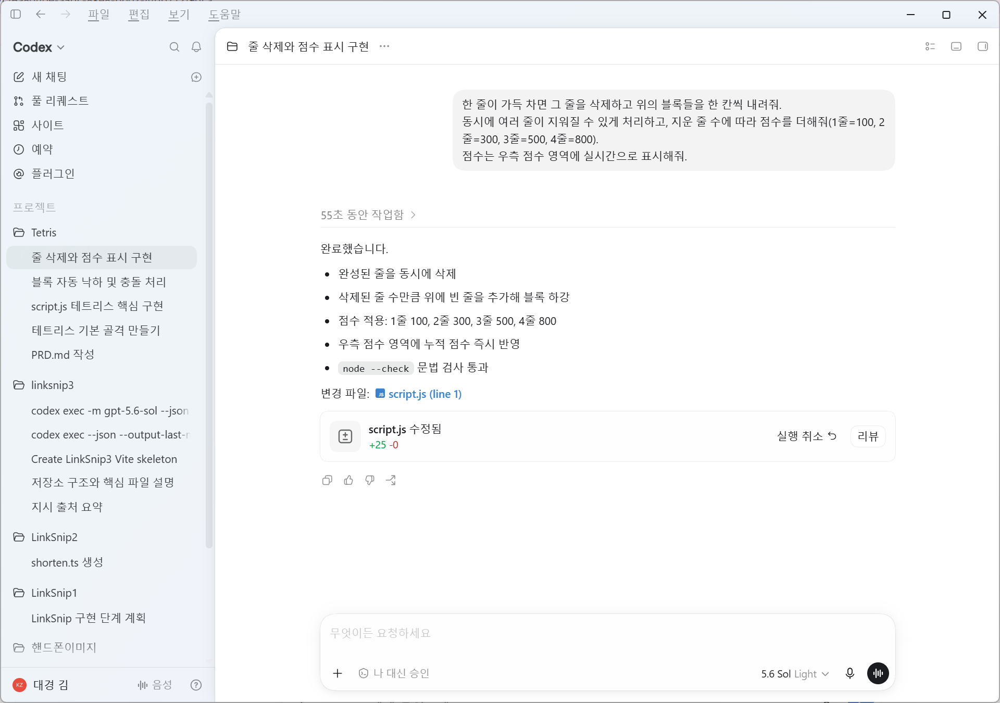 파일 편집 보기 도움말
Codex
새 채팅
풀 리퀘스트
사이트
예약
플러그인
프로젝트
Tetris
줄 삭제와 점수 표시 구현
블록 자동 낙하 및 충돌 처리
script.js 테트리스 핵심 구현
테트리스 기본 골격 만들기
PRD.md 작성
linksnip3
codex exec -m gpt-5.6-sol --json
codex exec --json --output-last-
Create LinkSnip3 Vite skeleton
저장소 구조와 핵심 파일 설명
지시 출처 요약
LinkSnip2
shorten.ts 생성
LinkSnip1
LinkSnip 구현 단계 계획
핸드폰이미지
KZ 대경 김 음성
줄 삭제와 점수 표시 구현
한 줄이 가득 차면 그 줄을 삭제하고 위의 블록들을 한 칸씩 내려줘.
동시에 여러 줄이 지워질 수 있게 처리하고, 지운 줄 수에 따라 점수를 더해줘(1줄=100, 2
줄=300, 3줄=500, 4줄=800).
점수는 우측 점수 영역에 실시간으로 표시해줘.
55초 동안 작업함
완료했습니다.
• 완성된 줄을 동시에 삭제
• 삭제된 줄 수만큼 위에 빈 줄을 추가해 블록 하강
• 점수 적용: 1줄 100, 2줄 300, 3줄 500, 4줄 800
• 우측 점수 영역에 누적 점수 즉시 반영
• node --check 문법 검사 통과
변경 파일: JS script.js (line 1)
script.js 수정됨
+25 -0
실행 취소 리뷰
무엇이든 요청하세요
나 대신 승인 5.6 Sol Light